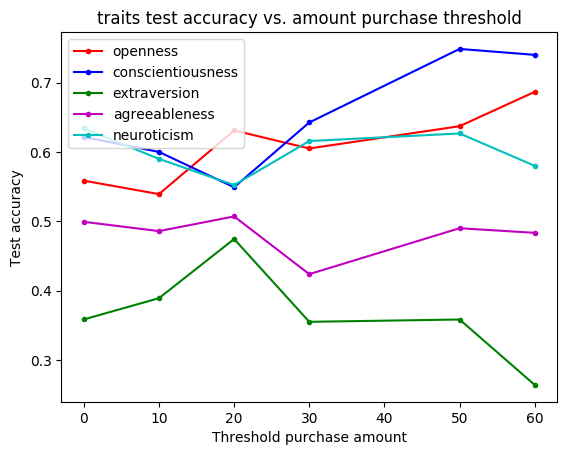 traits test accuracy vs. amount purchase threshold
openness
conscientiousness
extraversion
agreeableness
neuroticism
0.7
0.6
0.5
0.4
0.3
Test accuracy
0 10 20 30 40 50 60
Threshold purchase amount